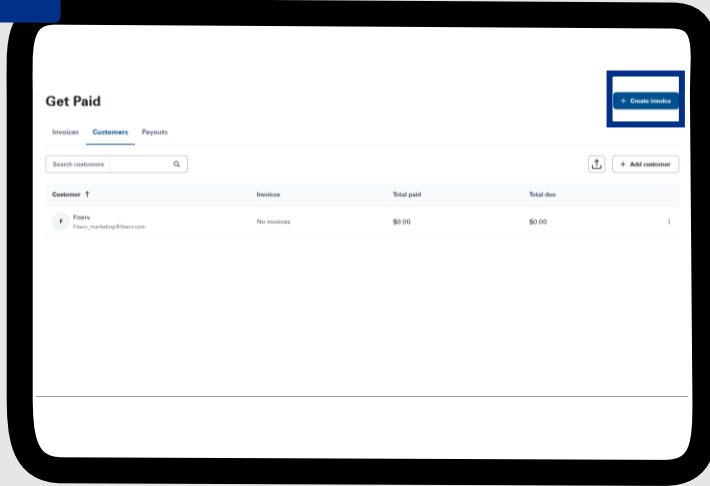 Get Paid
+ Create invoice
Invoices Customers Payouts
Search customers
+ Add customer
Customer ↑ Invoices Total paid Total due
F Fiserv No invoices $0.00 $0.00
fiserv_marketing@fiserv.com